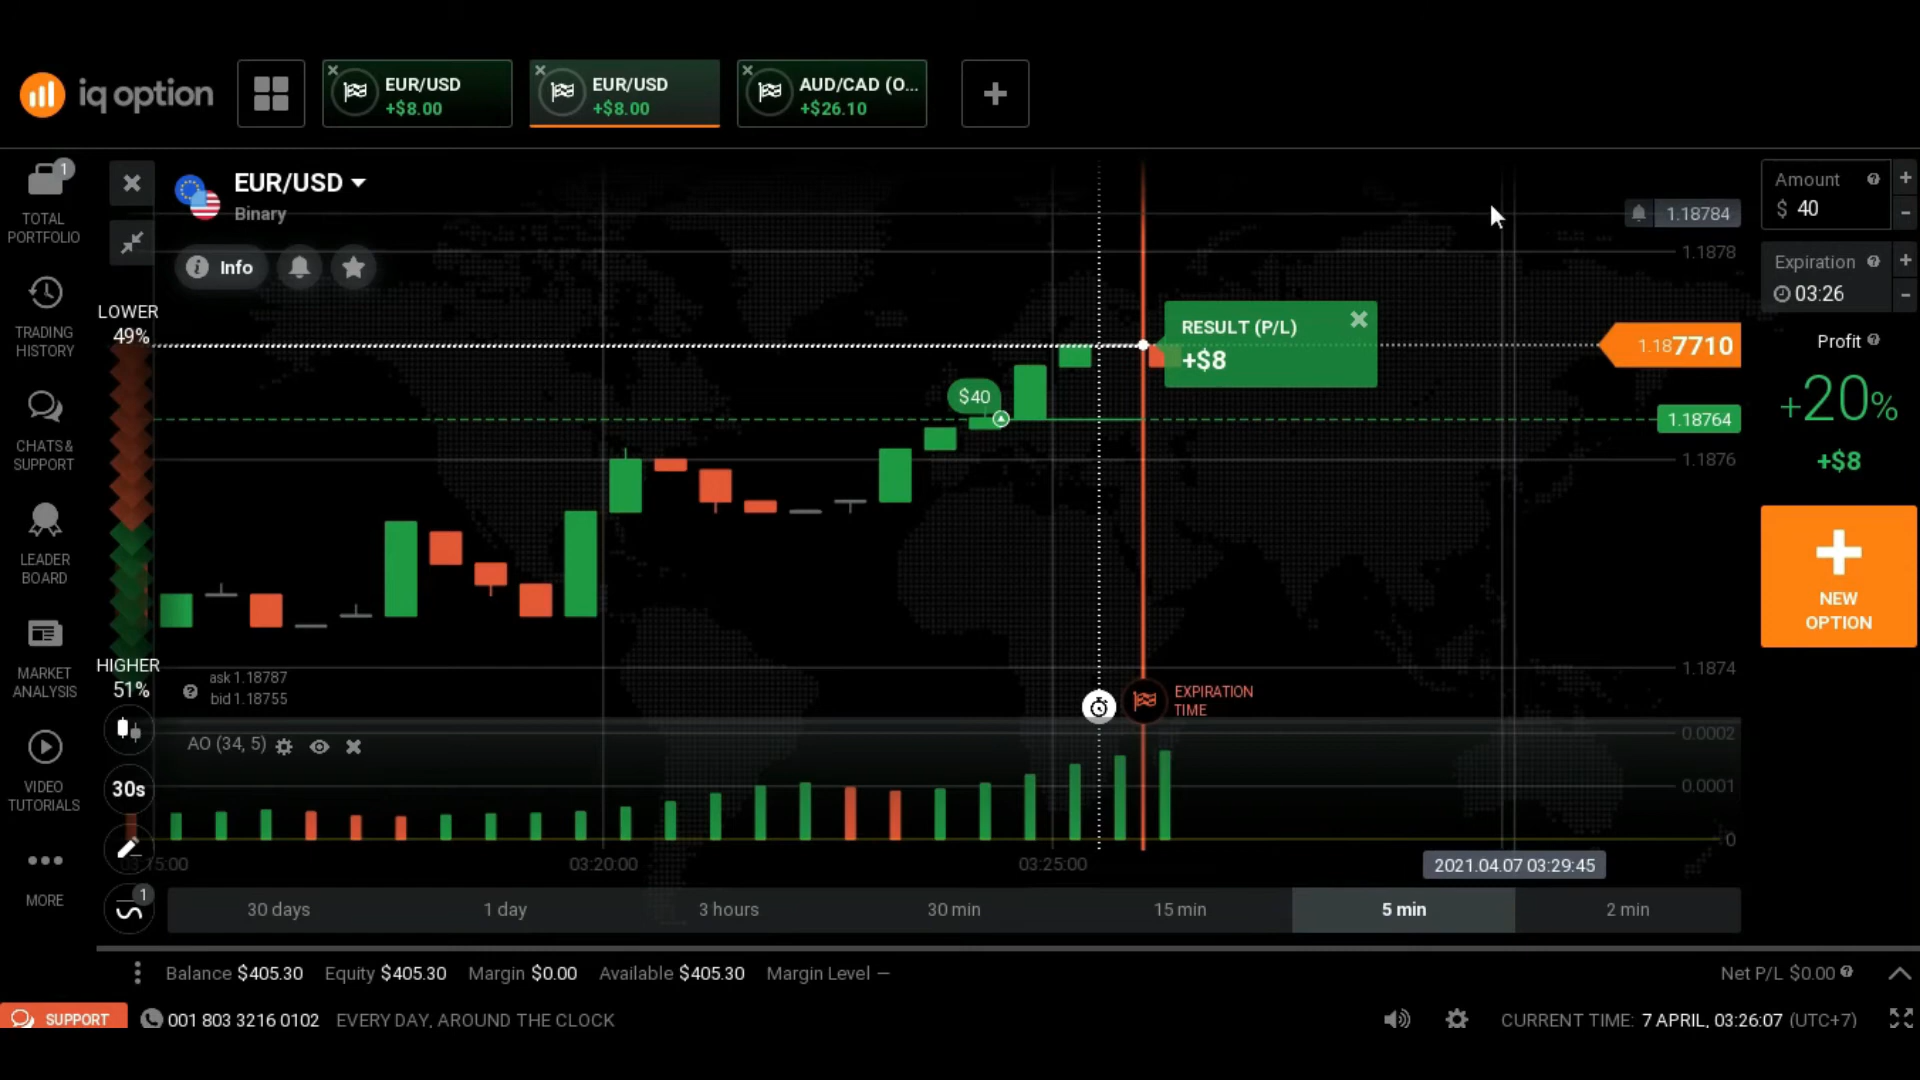 iq option
EUR/USD
+$8.00
EUR/USD
+$8.00
AUD/CAD (O...
+$26.10
1
TOTAL
PORTFOLIO
TRADING
HISTORY
CHATS &
SUPPORT
LEADER
BOARD
MARKET
ANALYSIS
VIDEO
TUTORIALS
MORE
EUR/USD
Binary
Info
LOWER
49%
HIGHER
51%
ask 1.18787
bid 1.18755
$40
RESULT (P/L)
+$8
EXPIRATION
TIME
1.18784
1.1878
1.187710
1.18764
1.1876
1.1874
0.0002
0.0001
0
AO (34, 5)
30s
1
03:20:00
03:25:00
2021.04.07 03:29:45
30 days
1 day
3 hours
30 min
15 min
5 min
2 min
Amount
$ 40
Expiration
03:26
Profit
+20%
+$8
NEW
OPTION
Balance $405.30 Equity $405.30 Margin $0.00 Available $405.30 Margin Level –
Net P/L $0.00
SUPPORT
001 803 3216 0102 EVERY DAY, AROUND THE CLOCK
CURRENT TIME: 7 APRIL, 03:26:07 (UTC+7)